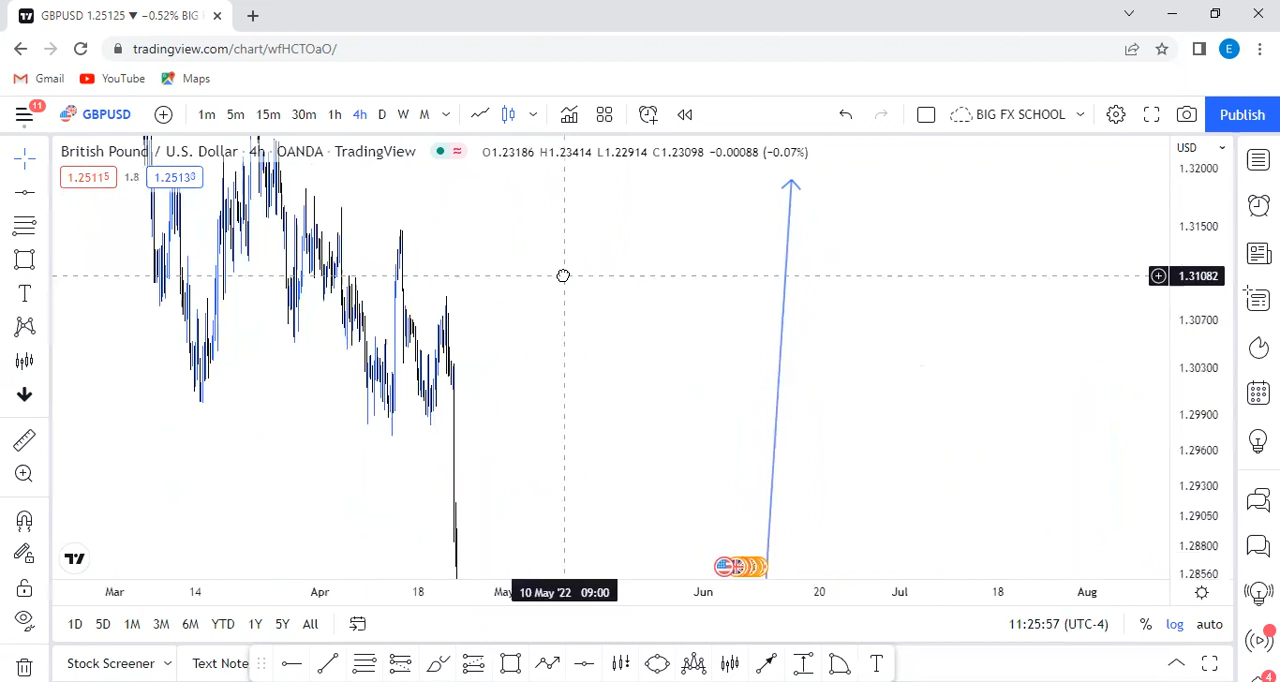 GBPUSD 1.25125 ▼ −0.52% BIG
tradingview.com/chart/wfHCTOaO/
E
Gmail YouTube Maps
11
GBPUSD 1m 5m 15m 30m 1h 4h D W M BIG FX SCHOOL Publish
British Pound / U.S. Dollar · 4h · OANDA · TradingView O1.23186 H1.23414 L1.22914 C1.23098 −0.00088 (−0.07%) USD
1.25115 1.8 1.25133
1.32000
1.31500
1.31082
1.30700
1.30300
1.29900
1.29600
1.29300
1.29050
1.28800
1.28560
Mar 14 Apr 18 May 10 May '22 09:00 Jun 20 Jul 18 Aug
1D 5D 1M 3M 6M YTD 1Y 5Y All 11:25:57 (UTC-4) % log auto
Stock Screener Text Note T
4